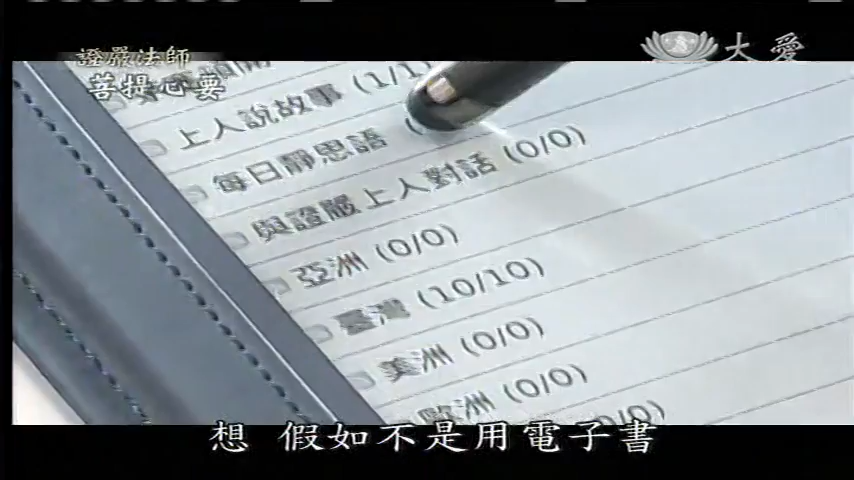 證嚴法師
菩提心要
大愛
上人說故事 (1/1)
每日靜思語 (
與證嚴上人對話 (0/0)
亞洲 (0/0)
臺灣 (10/10)
美洲 (0/0)
歐洲 (0/0)
(0/0)
想 假如不是用電子書